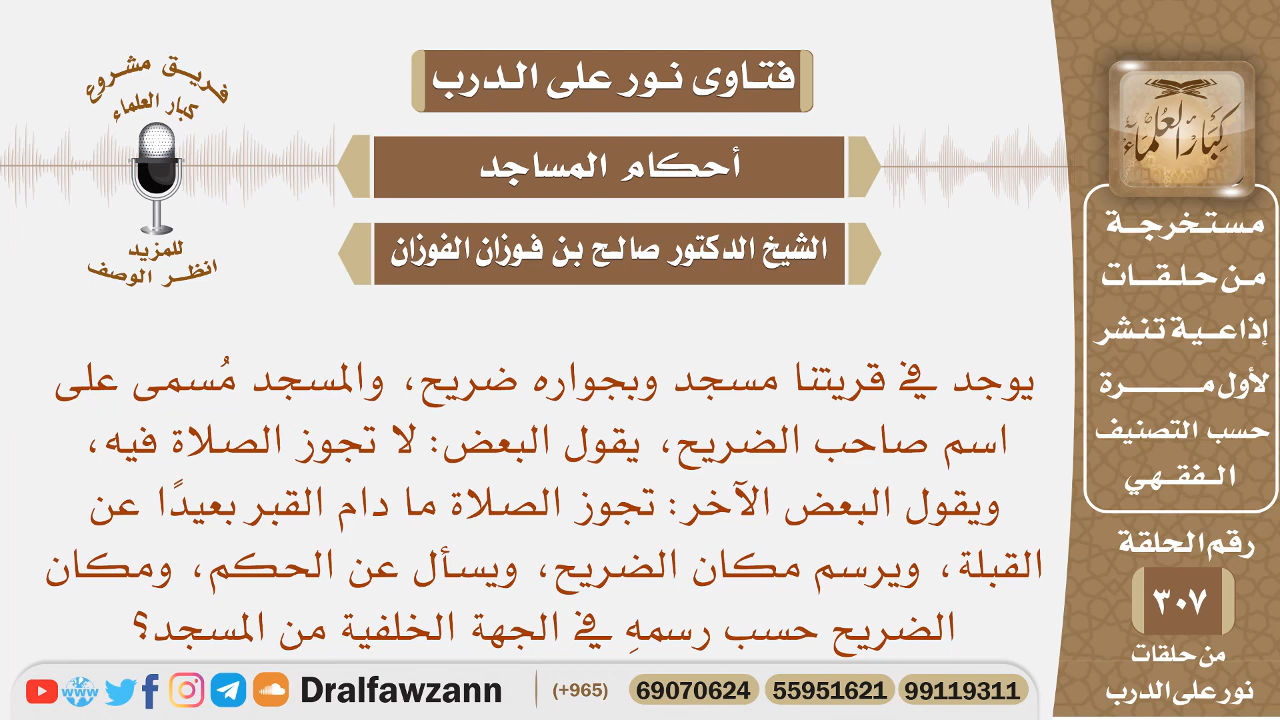 فتاوى نور على الدرب
أحكام المساجد
الشيخ الدكتور صالح بن فوزان الفوزان
فريق مشروع
كبار العلماء
للمزيد
انظر الوصف
يوجد في قريتنا مسجد وبجواره ضريح، والمسجد مُسمى على
اسم صاحب الضريح، يقول البعض: لا تجوز الصلاة فيه،
ويقول البعض الآخر: تجوز الصلاة ما دام القبر بعيدًا عن
القبلة، ويرسم مكان الضريح، ويسأل عن الحكم، ومكان
الضريح حسب رسمهِ في الجهة الخلفية من المسجد؟
كِبَارُ العُلَمَاء
مستخرجة
من حلقات
إذاعية تنشر
لأول مرة
حسب التصنيف
الفقهي
رقم الحلقة
٣٠٧
من حلقات
نور على الدرب
www
Dralfawzann
(+965)
69070624
55951621
99119311